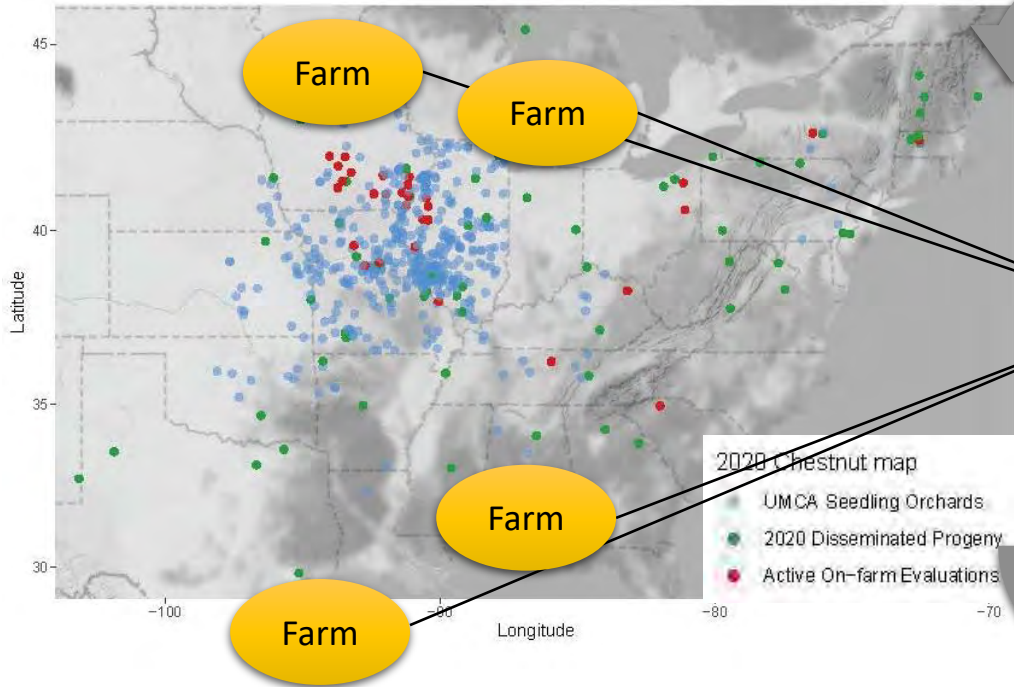 Farm
Farm
45
40
35
30
Latitude
2020 Chestnut map
UMCA Seedling Orchards
2020 Disseminated Progeny
Active On-farm Evaluations
Farm
Farm
-100
-90
-80
-70
Longitude